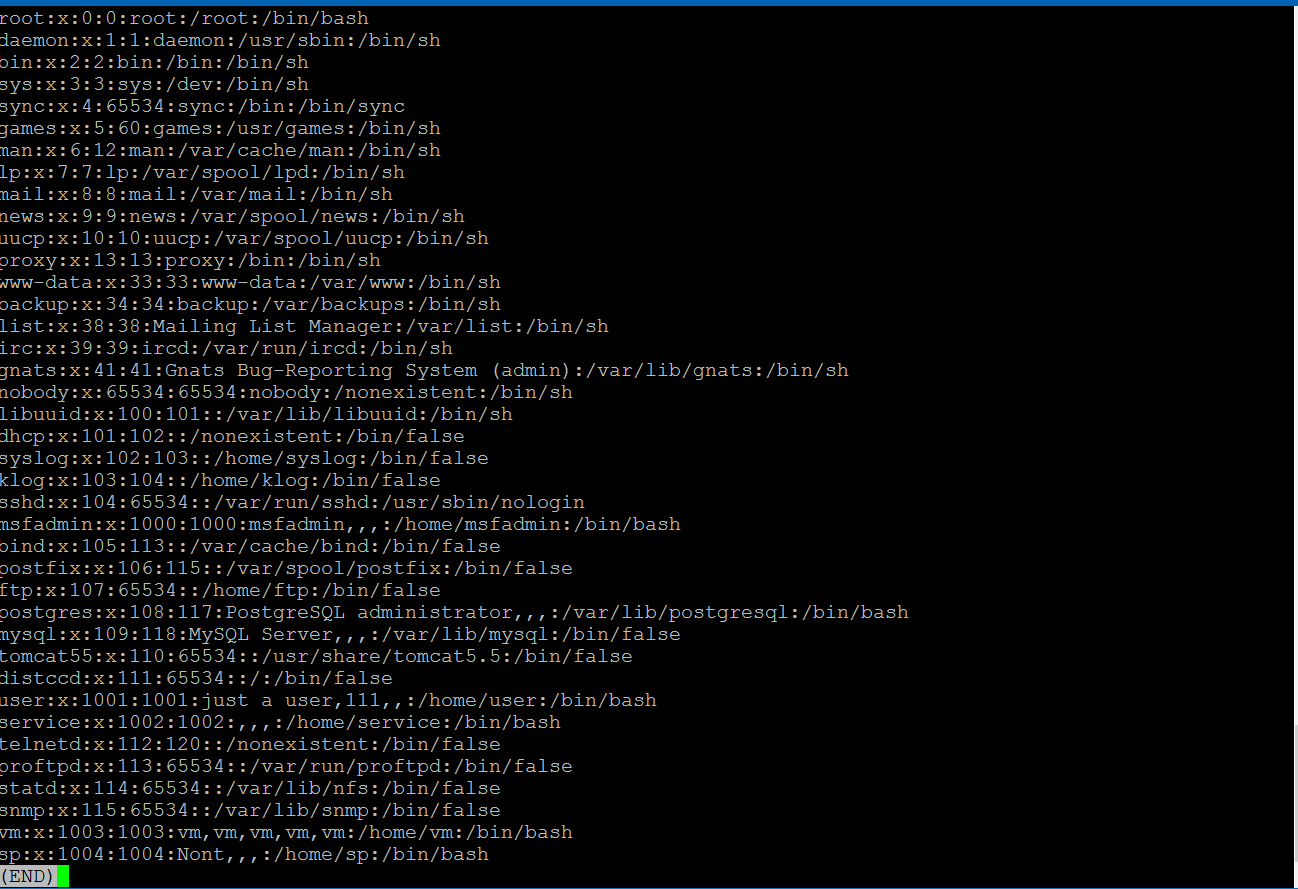 root:x:0:0:root:/root:/bin/bash
daemon:x:1:1:daemon:/usr/sbin:/bin/sh
bin:x:2:2:bin:/bin:/bin/sh
sys:x:3:3:sys:/dev:/bin/sh
sync:x:4:65534:sync:/bin:/bin/sync
games:x:5:60:games:/usr/games:/bin/sh
man:x:6:12:man:/var/cache/man:/bin/sh
lp:x:7:7:lp:/var/spool/lpd:/bin/sh
mail:x:8:8:mail:/var/mail:/bin/sh
news:x:9:9:news:/var/spool/news:/bin/sh
uucp:x:10:10:uucp:/var/spool/uucp:/bin/sh
proxy:x:13:13:proxy:/bin:/bin/sh
www-data:x:33:33:www-data:/var/www:/bin/sh
backup:x:34:34:backup:/var/backups:/bin/sh
list:x:38:38:Mailing List Manager:/var/list:/bin/sh
irc:x:39:39:ircd:/var/run/ircd:/bin/sh
gnats:x:41:41:Gnats Bug-Reporting System (admin):/var/lib/gnats:/bin/sh
nobody:x:65534:65534:nobody:/nonexistent:/bin/sh
libuuid:x:100:101::/var/lib/libuuid:/bin/sh
dhcp:x:101:102::/nonexistent:/bin/false
syslog:x:102:103::/home/syslog:/bin/false
klog:x:103:104::/home/klog:/bin/false
sshd:x:104:65534::/var/run/sshd:/usr/sbin/nologin
msfadmin:x:1000:1000:msfadmin,,,:/home/msfadmin:/bin/bash
bind:x:105:113::/var/cache/bind:/bin/false
postfix:x:106:115::/var/spool/postfix:/bin/false
ftp:x:107:65534::/home/ftp:/bin/false
postgres:x:108:117:PostgreSQL administrator,,,:/var/lib/postgresql:/bin/bash
mysql:x:109:118:MySQL Server,,,:/var/lib/mysql:/bin/false
tomcat55:x:110:65534::/usr/share/tomcat5.5:/bin/false
distccd:x:111:65534::/:/bin/false
user:x:1001:1001:just a user,111,,:/home/user:/bin/bash
service:x:1002:1002:,,,:/home/service:/bin/bash
telnetd:x:112:120::/nonexistent:/bin/false
proftpd:x:113:65534::/var/run/proftpd:/bin/false
statd:x:114:65534::/var/lib/nfs:/bin/false
snmp:x:115:65534::/var/lib/snmp:/bin/false
vm:x:1003:1003:vm,vm,vm,vm,vm:/home/vm:/bin/bash
sp:x:1004:1004:Nont,,,:/home/sp:/bin/bash
(END)